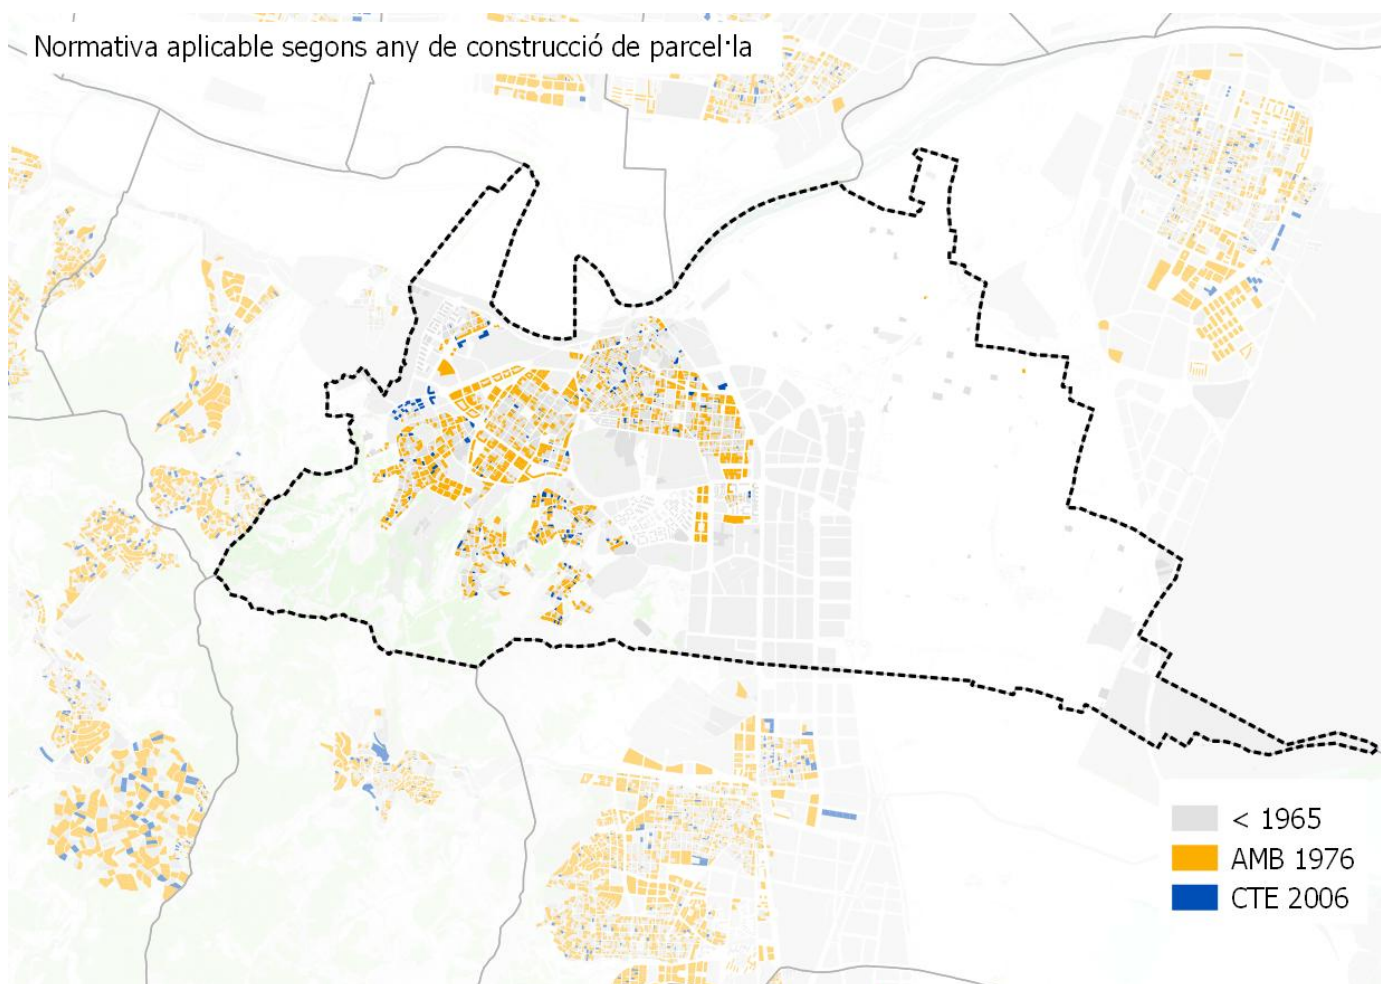 Normativa aplicable segons any de construcció de parcel·la
< 1965
AMB 1976
CTE 2006